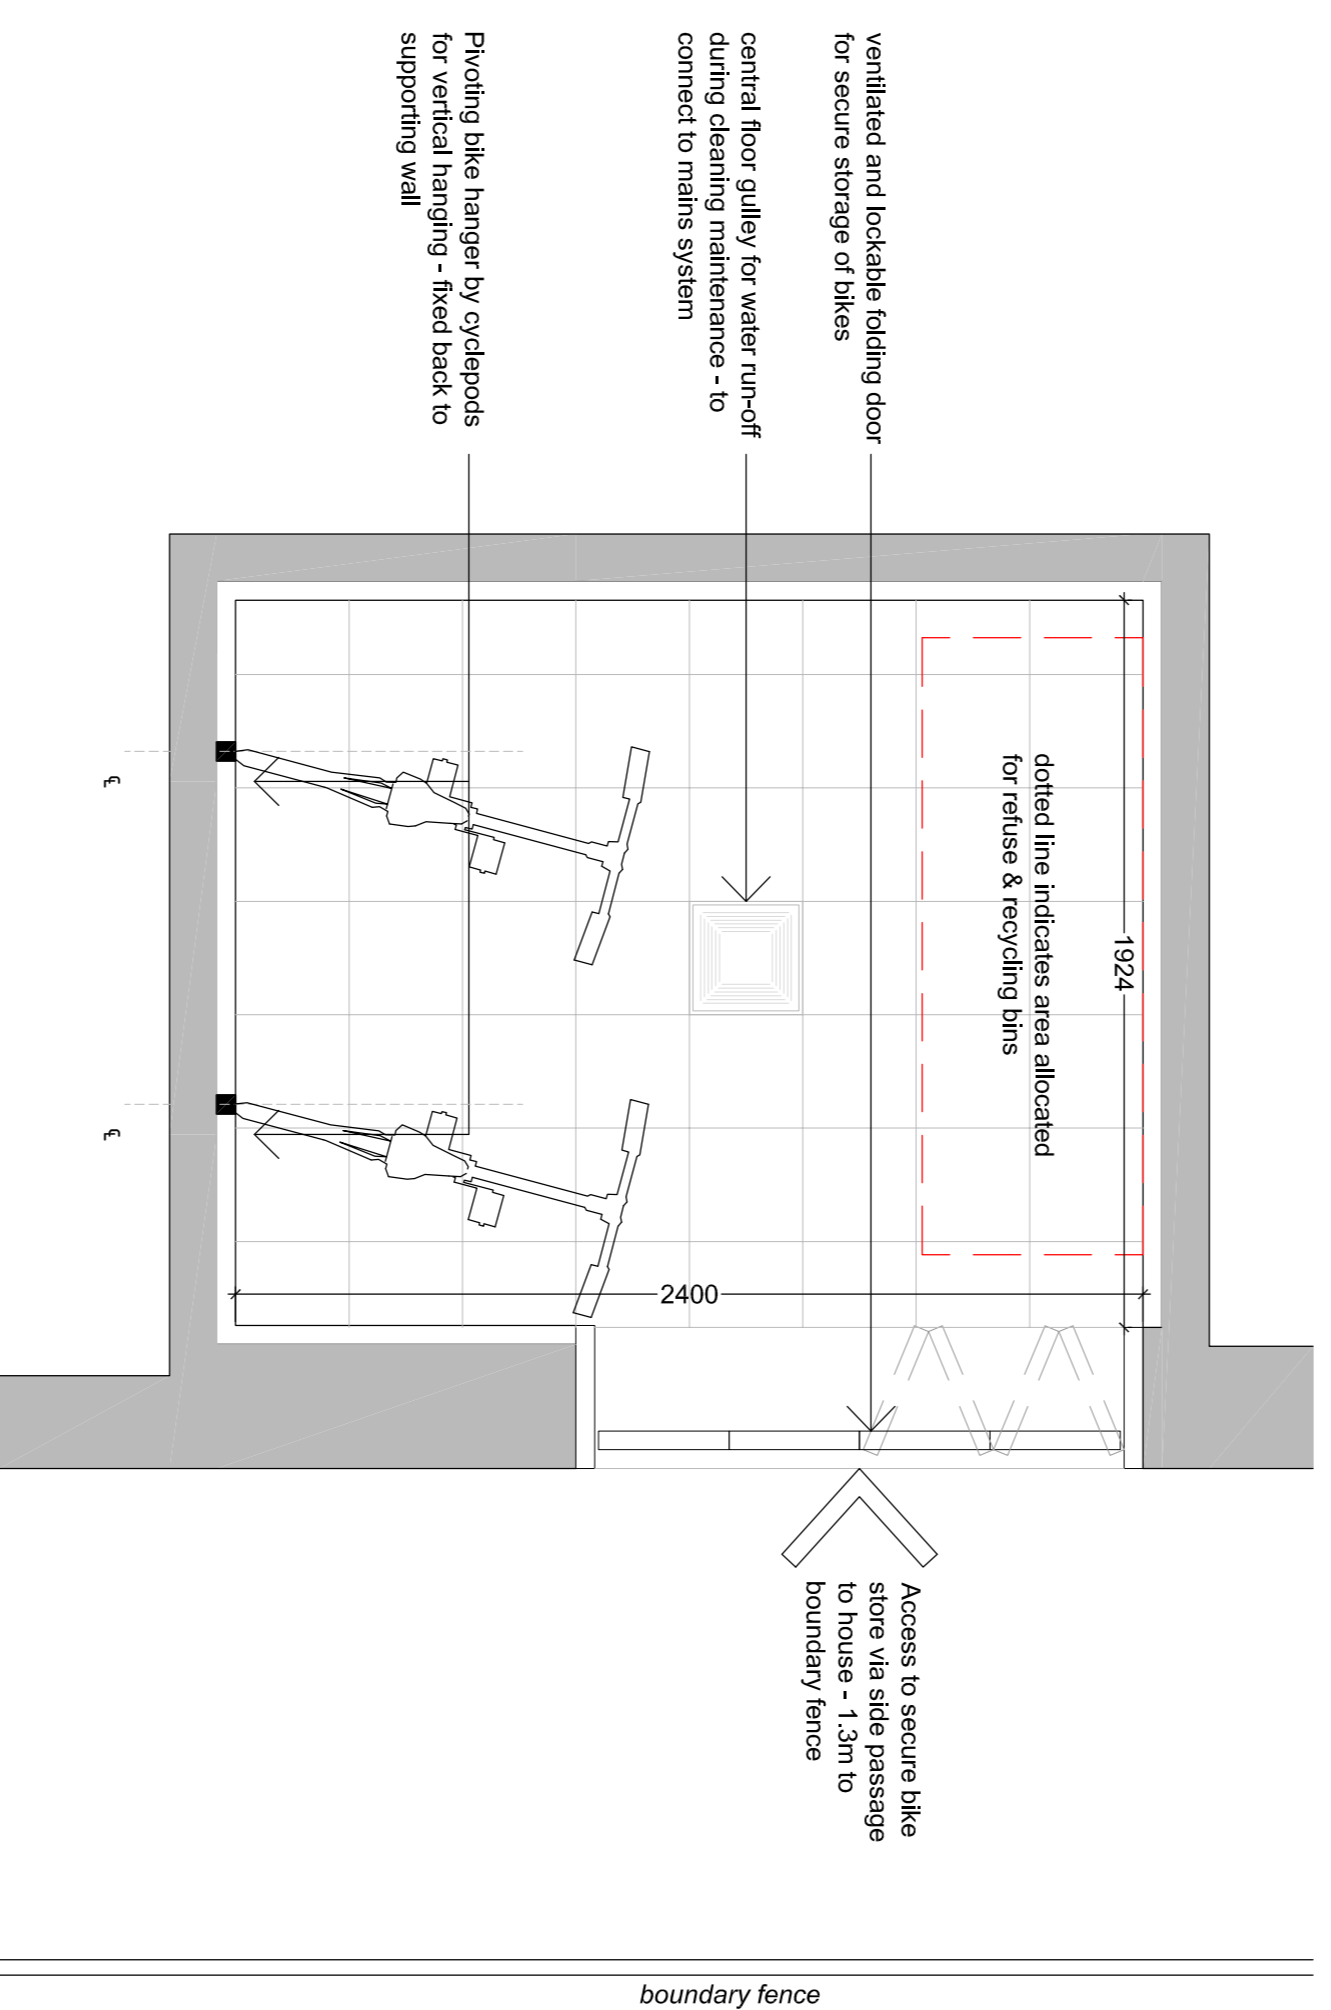 ventilated and lockable folding door
for secure storage of bikes
central floor gulley for water run-off
during cleaning maintenance - to
connect to mains system
Pivoting bike hanger by cyclepods
for vertical hanging - fixed back to
supporting wall
1924
dotted line indicates area allocated
for refuse & recycling bins
2400
℄
℄
Access to secure bike
store via side passage
to house - 1.3m to
boundary fence
boundary fence